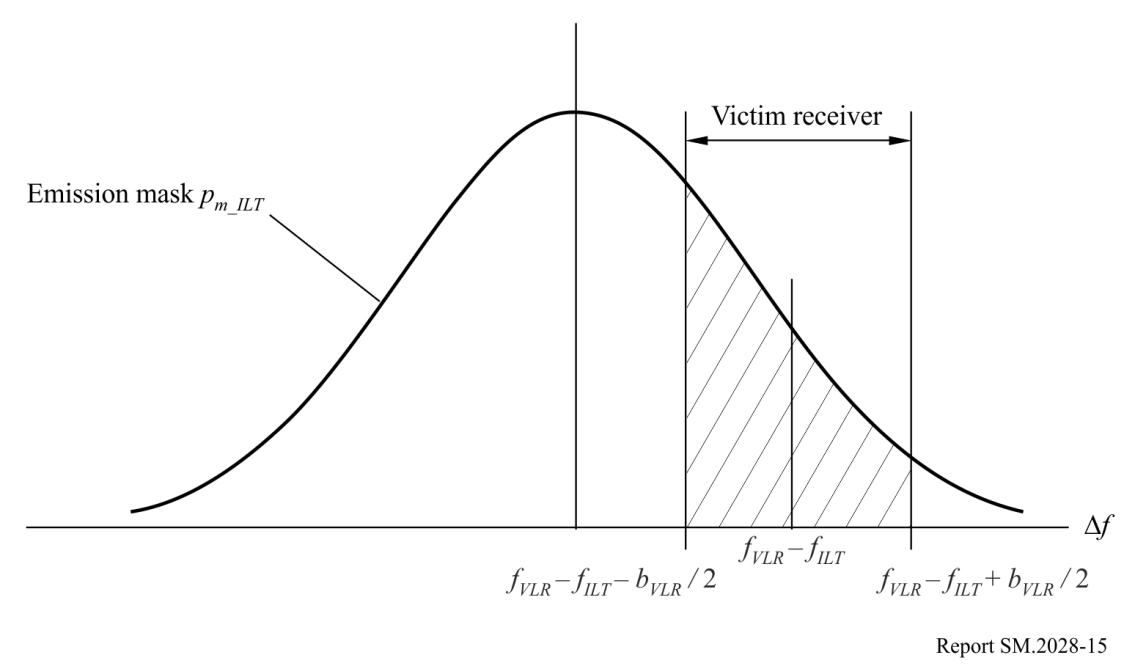 Victim receiver
Emission mask p_m_ILT
Δf
f_VLR − f_ILT
f_VLR − f_ILT − b_VLR / 2
f_VLR − f_ILT + b_VLR / 2
Report SM.2028-15